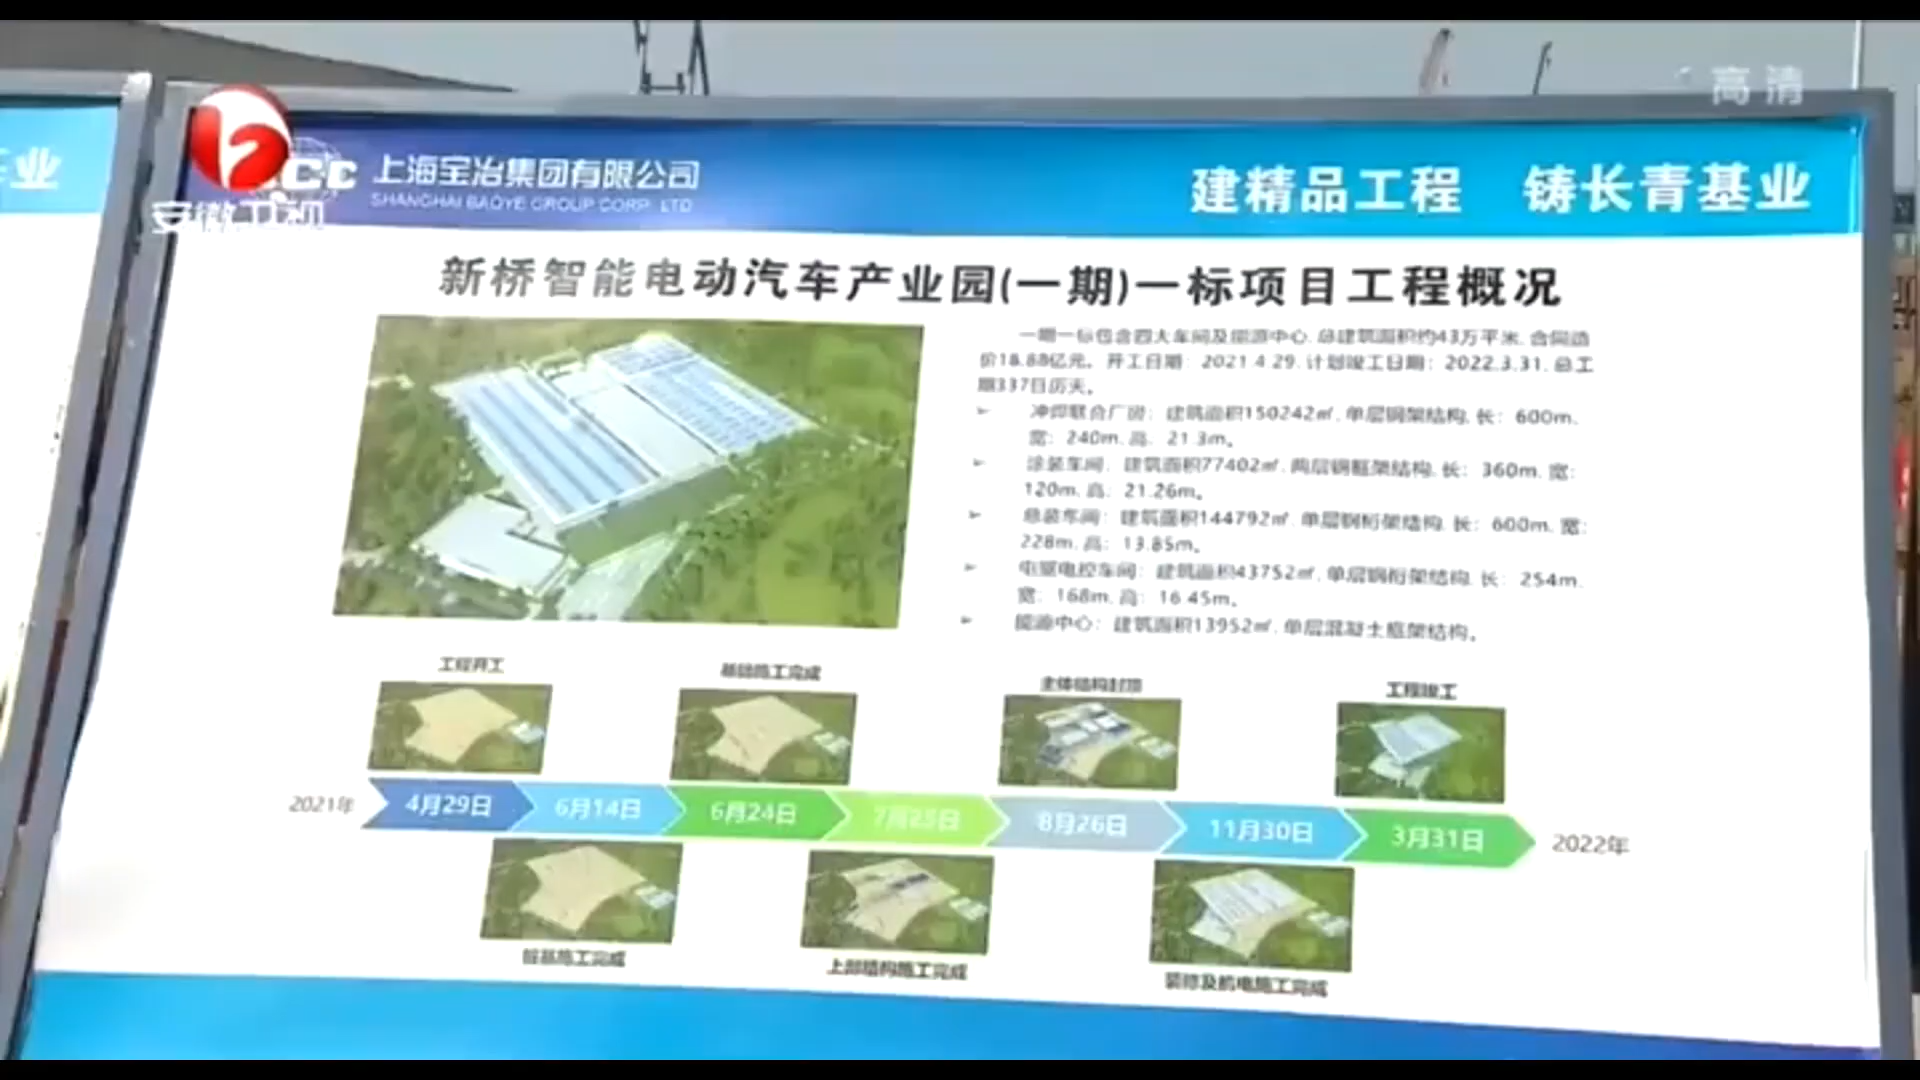 高清
业
安徽卫视
上海宝冶集团有限公司
SHANGHAI BAOYE GROUP CORP. LTD
建精品工程 铸长青基业
新桥智能电动汽车产业园(一期)一标项目工程概况
一期一标包含四大车间及能源中心,总建筑面积约43万平米,合同造
价18.88亿元。开工日期：2021.4.29,计划竣工日期：2022.3.31,总工
期337日历天。
➢ 冲焊联合厂房：建筑面积150242㎡,单层钢架结构,长：600m,
宽：240m,高：21.3m。
➢ 涂装车间：建筑面积77402㎡,两层钢框架结构,长：360m,宽：
120m,高：21.26m。
➢ 总装车间：建筑面积144792㎡,单层钢桁架结构,长：600m,宽：
228m,高：13.85m。
➢ 电驱电控车间：建筑面积43752㎡,单层钢桁架结构,长：254m,
宽：168m,高：16.45m。
➢ 能源中心：建筑面积13952㎡,单层混凝土框架结构。
工程开工 基础施工完成 主体结构封顶 工程竣工
2021年 4月29日 6月14日 6月24日 7月25日 8月26日 11月30日 3月31日 2022年
桩基施工完成 上部结构施工完成 装修及机电施工完成